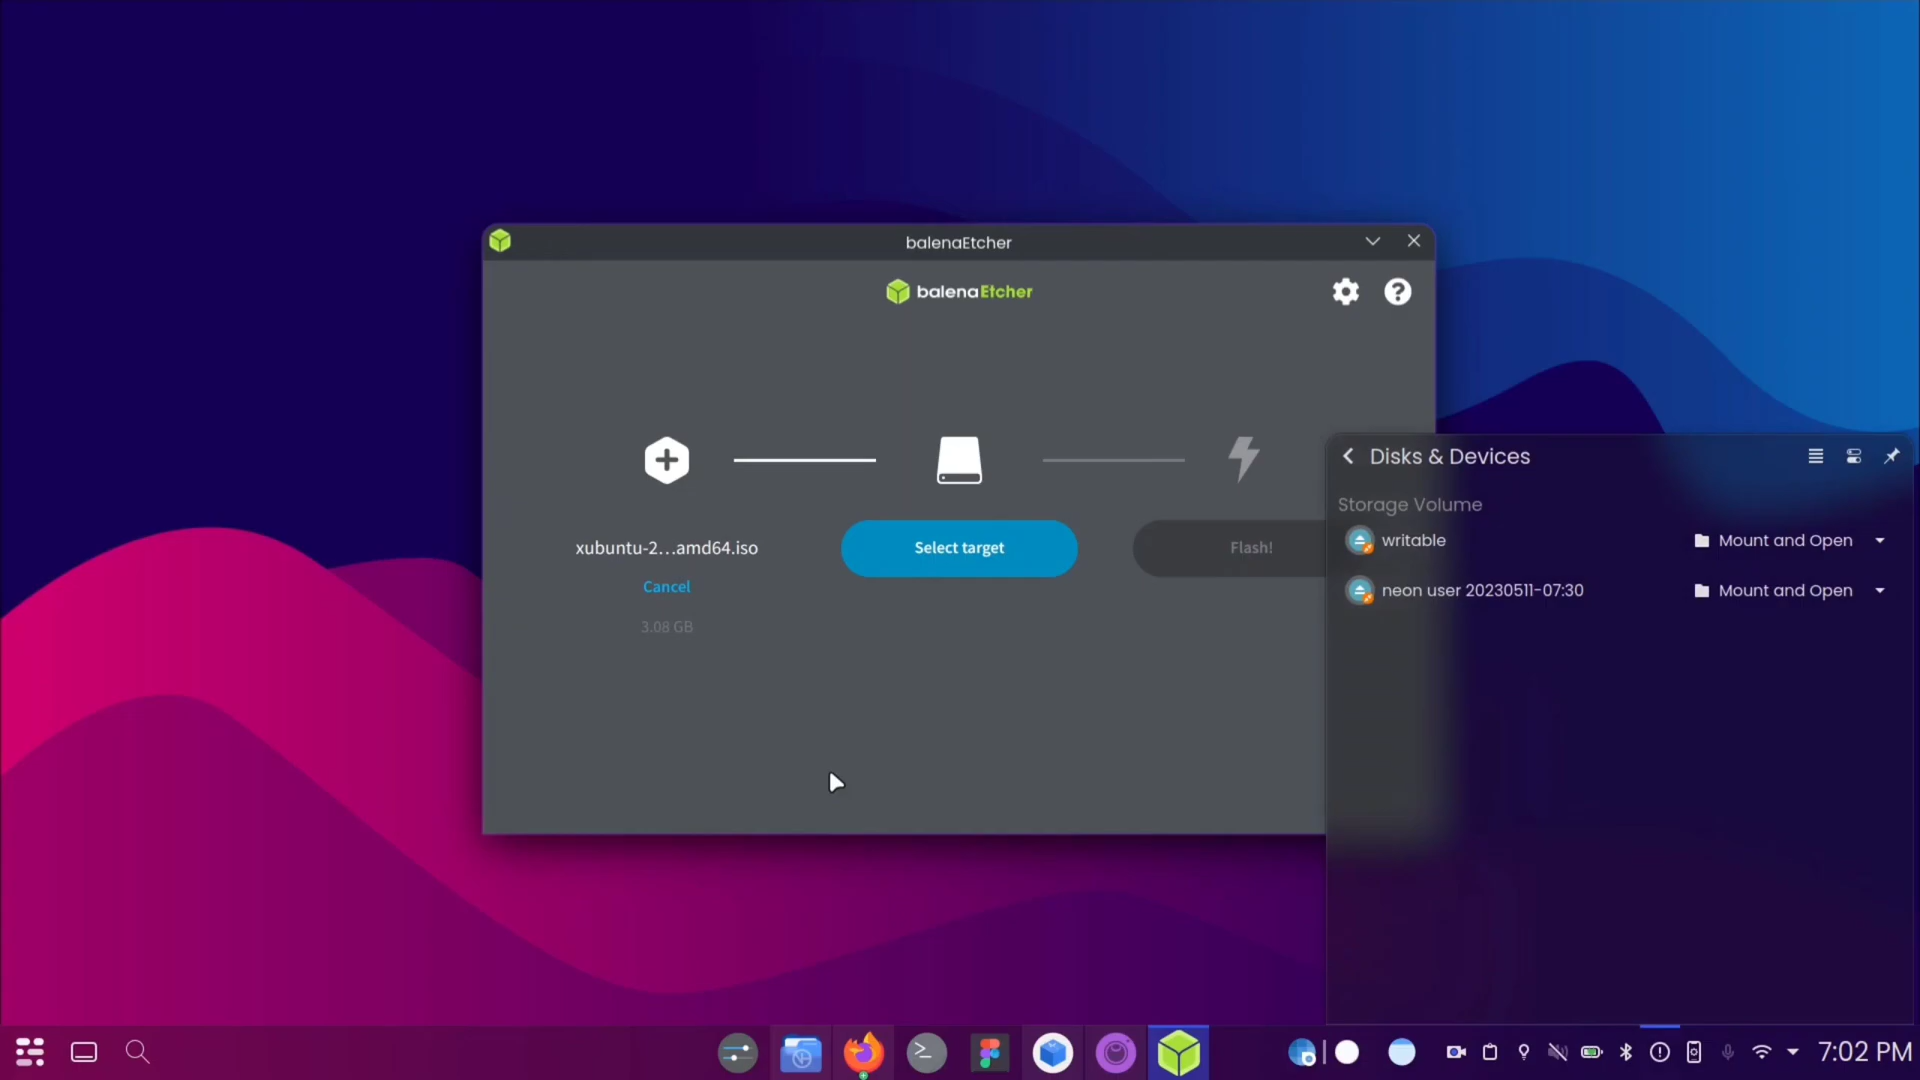 balenaEtcher
balenaEtcher
Disks & Devices
Storage Volume
writable
Mount and Open
neon user 20230511-07:30
Mount and Open
xubuntu-2...amd64.iso
Select target
Flash!
Cancel
3.08 GB
7:02 PM